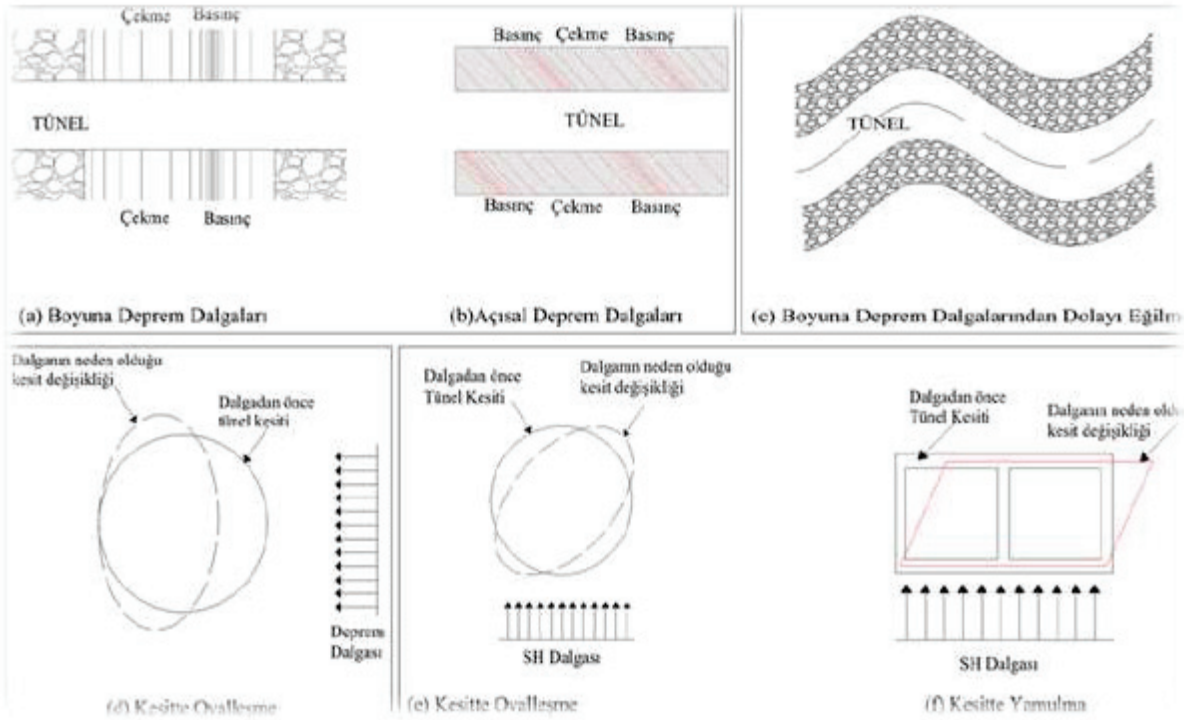 Çekme Basınç
TÜNEL
Çekme Basınç
(a) Boyuna Deprem Dalgaları
Basınç Çekme Basınç
TÜNEL
Basınç Çekme Basınç
(b)Açısal Deprem Dalgaları
TÜNEL
(c) Boyuna Deprem Dalgalarından Dolayı Eğilm
Dalganın neden olduğu
kesit değişikliği
Dalgadan önce
tünel kesiti
Deprem
Dalgası
(d) Kesitte Ovalleşme
Dalgadan önce
Tünel Kesiti
Dalganın neden olduğu
kesit değişikliği
SH Dalgası
(e) Kesitte Ovalleşme
Dalgadan önce
Tünel Kesiti
Dalganın neden oldu
kesit değişikliği
SH Dalgası
(f) Kesitte Yamulma